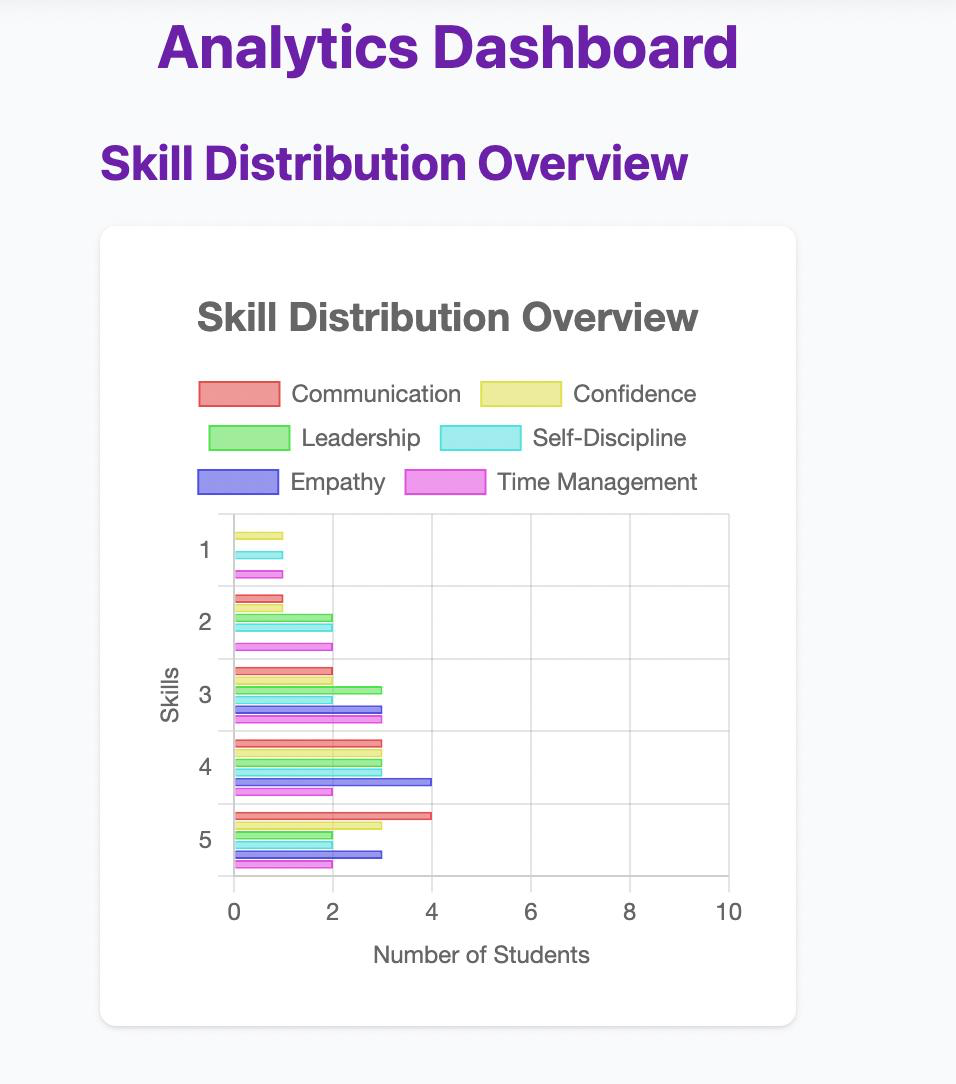 Analytics Dashboard
Skill Distribution Overview
Skill Distribution Overview
Communication Confidence
Leadership Self-Discipline
Empathy Time Management
1
2
3
4
5
Skills
0 2 4 6 8 10
Number of Students